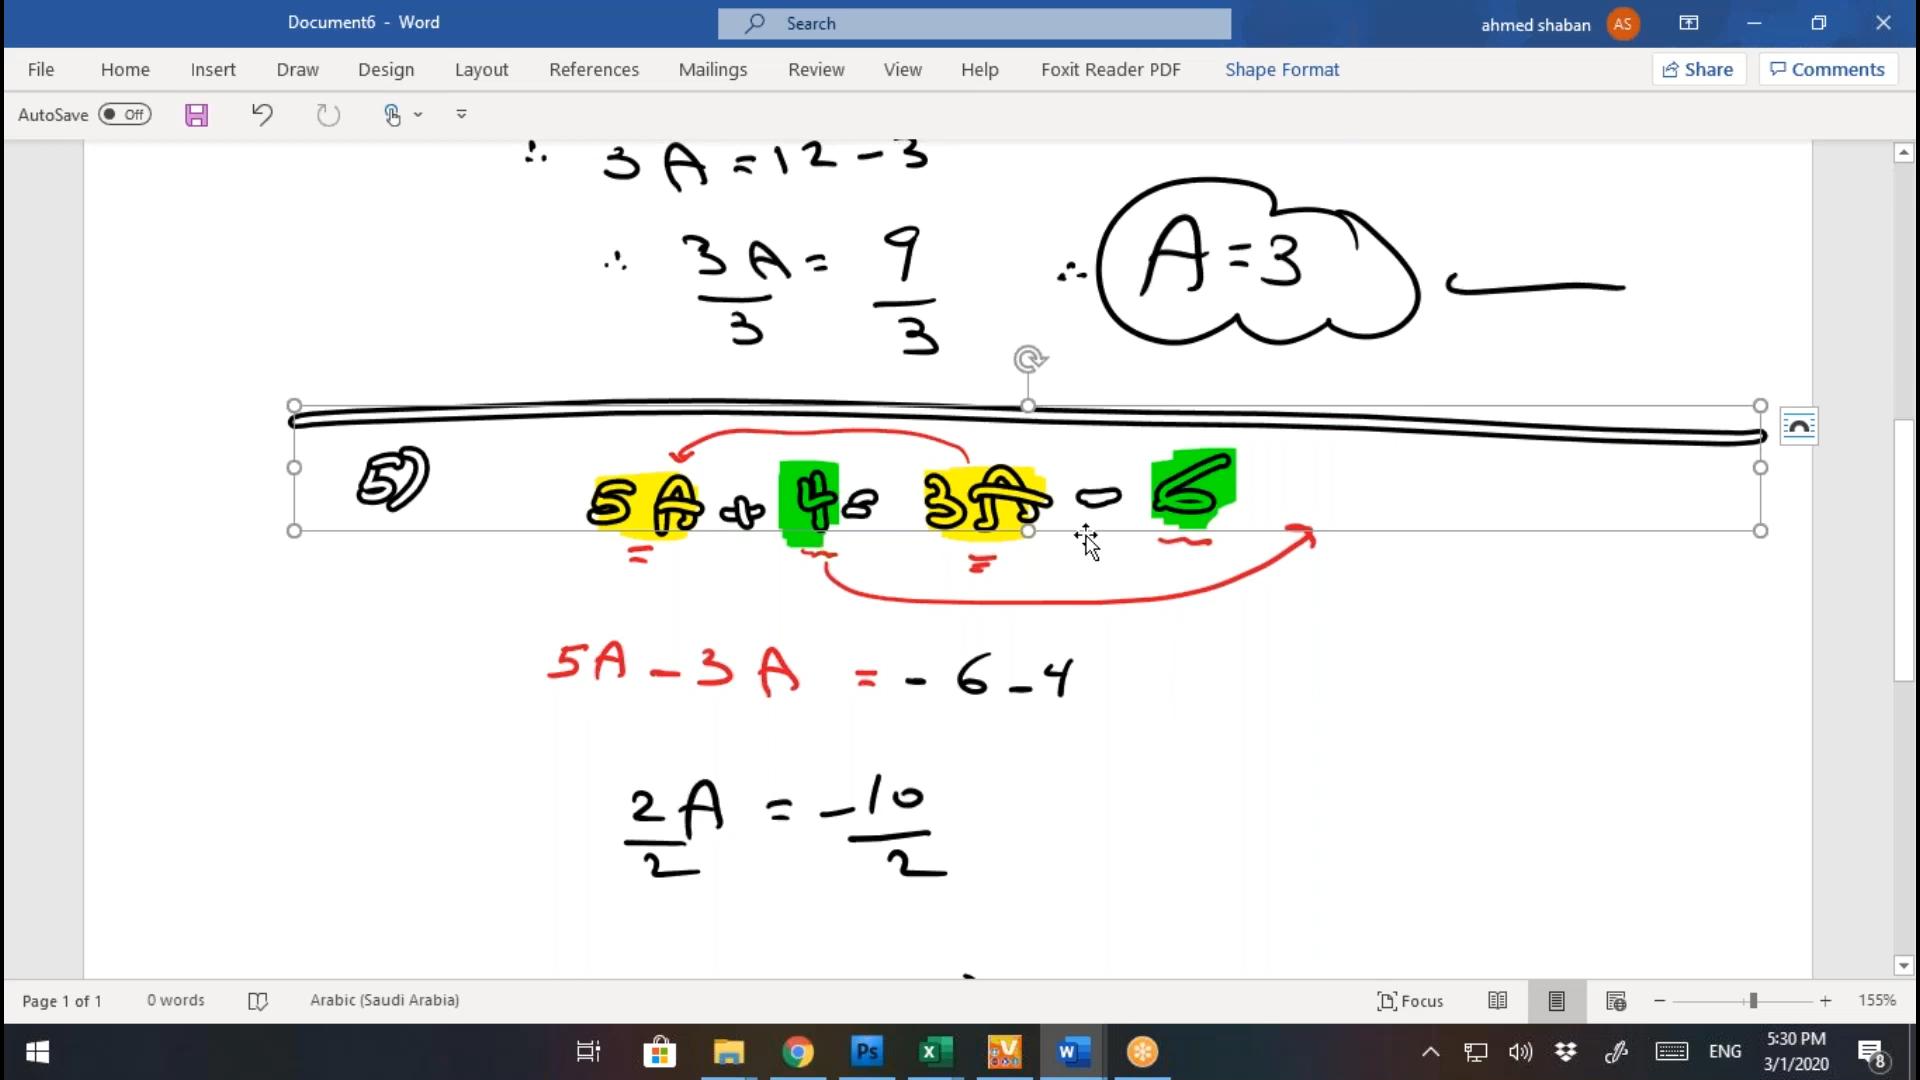 Document6 - Word Search ahmed shaban AS
File Home Insert Draw Design Layout References Mailings Review View Help Foxit Reader PDF Shape Format Share Comments
AutoSave Off
∴ 3A = 12 - 3
∴ 3A/3 = 9/3 ∴ A = 3
5) 5A + 4 = 3A - 6
5A - 3A = - 6 - 4
2A/2 = -10/2
Page 1 of 1 0 words Arabic (Saudi Arabia) Focus 155%
Ps ENG 5:30 PM
3/1/2020 8